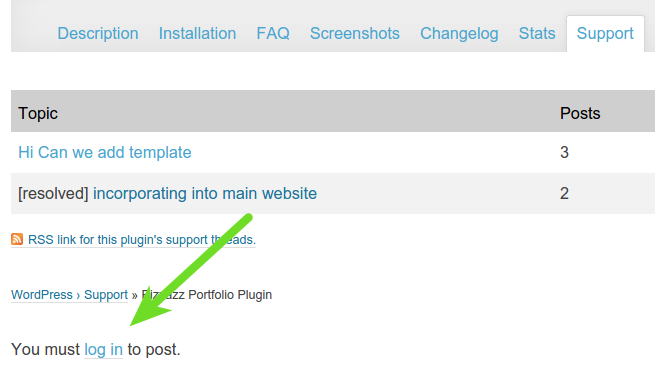 Description Installation FAQ Screenshots Changelog Stats Support
Topic Posts
Hi Can we add template 3
[resolved] incorporating into main website 2
RSS link for this plugin's support threads.
WordPress › Support » Pizzazz Portfolio Plugin
You must log in to post.